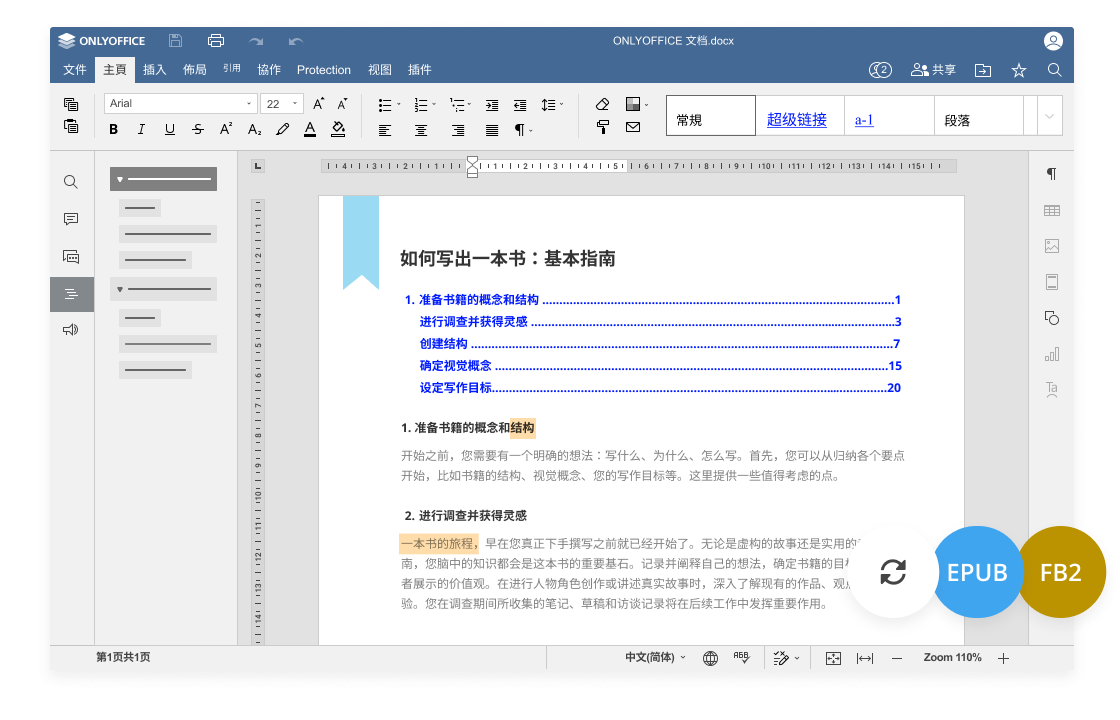 ONLYOFFICE
ONLYOFFICE 文档.docx
文件 主頁 插入 佈局 引用 協作 Protection 视图 插件
2 共享
Arial 22
B I U S A² A₂ A
常規 超级链接 a-1 段落
如何写出一本书：基本指南
1. 准备书籍的概念和结构 ....................1
进行调查并获得灵感 ....................3
创建结构 ....................7
确定视觉概念 ....................15
设定写作目标....................20
1. 准备书籍的概念和结构
开始之前，您需要有一个明确的想法：写什么、为什么、怎么写。首先，您可以从归纳各个要点
开始，比如书籍的结构、视觉概念、您的写作目标等。这里提供一些值得考虑的点。
2. 进行调查并获得灵感
一本书的旅程，早在您真正下手撰写之前就已经开始了。无论是虚构的故事还是实用的
南，您脑中的知识都会是这本书的重要基石。记录并阐释自己的想法，确定书籍的目
者展示的价值观。在进行人物角色创作或讲述真实故事时，深入了解现有的作品、观
验。您在调查期间所收集的笔记、草稿和访谈记录将在后续工作中发挥重要作用。
EPUB
FB2
第1页共1页 中文(简体) Zoom 110%